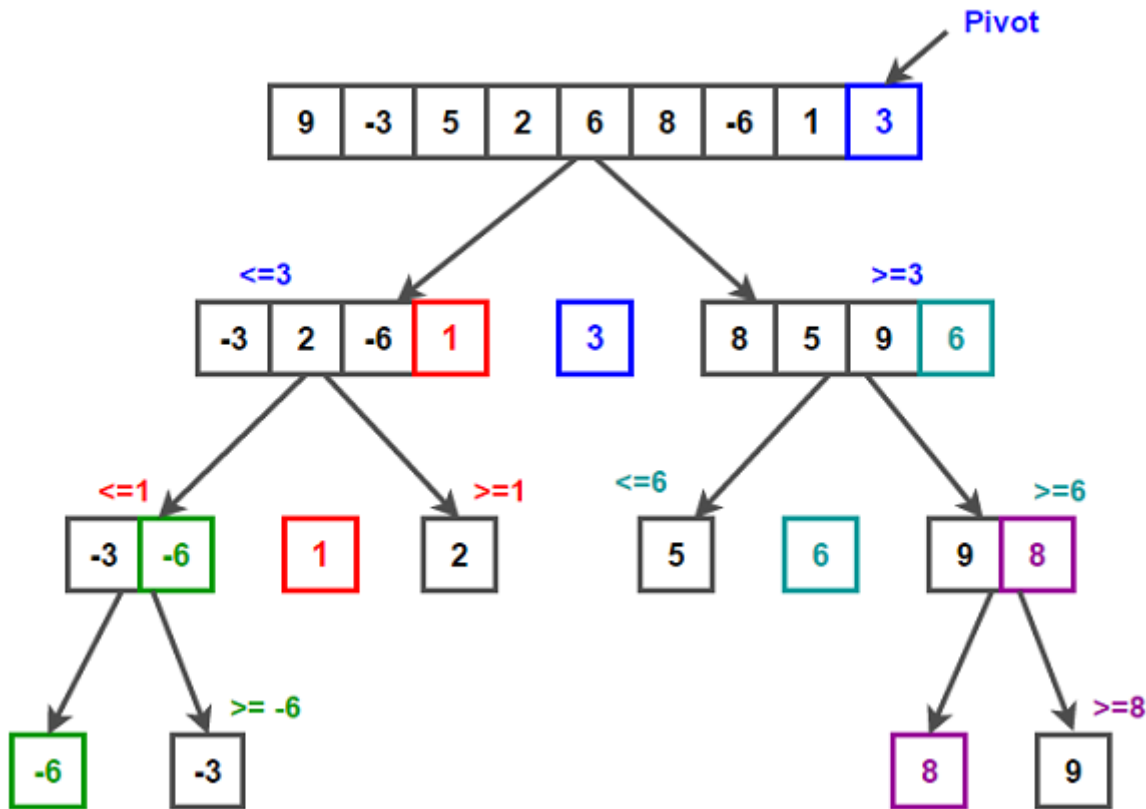 Pivot
9 -3 5 2 6 8 -6 1 3
<=3 >=3
-3 2 -6 1 3 8 5 9 6
<=1 >=1 <=6 >=6
-3 -6 1 2 5 6 9 8
>= -6 >=8
-6 -3 8 9